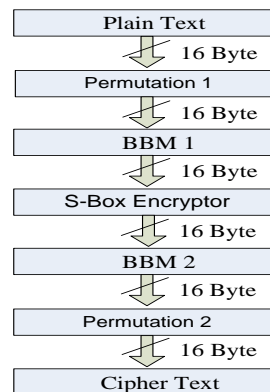 Plain Text
16 Byte
Permutation 1
16 Byte
BBM 1
16 Byte
S-Box Encryptor
16 Byte
BBM 2
16 Byte
Permutation 2
16 Byte
Cipher Text